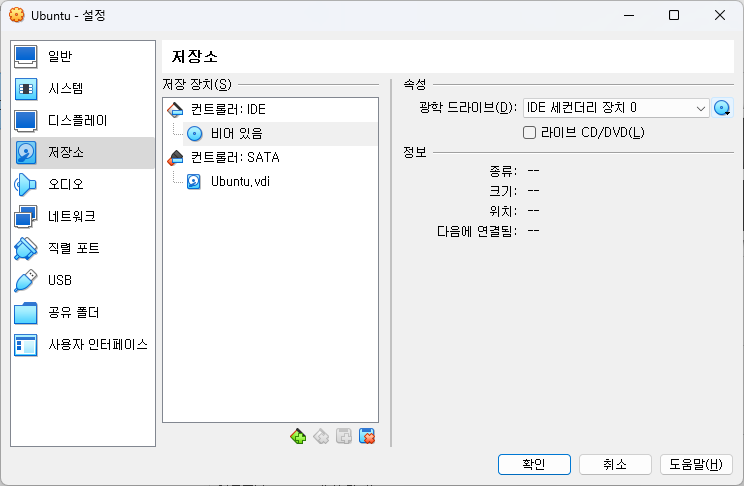 Ubuntu - 설정
일반
시스템
디스플레이
저장소
오디오
네트워크
직렬 포트
USB
공유 폴더
사용자 인터페이스
저장소
저장 장치(S)
컨트롤러: IDE
비어 있음
컨트롤러: SATA
Ubuntu.vdi
속성
광학 드라이브(D): IDE 세컨더리 장치 0
라이브 CD/DVD(L)
정보
종류: --
크기: --
위치: --
다음에 연결됨: --
확인
취소
도움말(H)